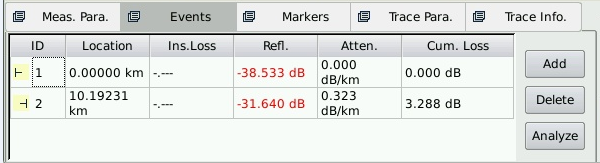 Meas. Para. Events Markers Trace Para. Trace Info.
ID Location Ins.Loss Refl. Atten. Cum. Loss
1 0.00000 km -.--- -38.533 dB 0.000 dB/km 0.000 dB
2 10.19231 km -.--- -31.640 dB 0.323 dB/km 3.288 dB
Add
Delete
Analyze